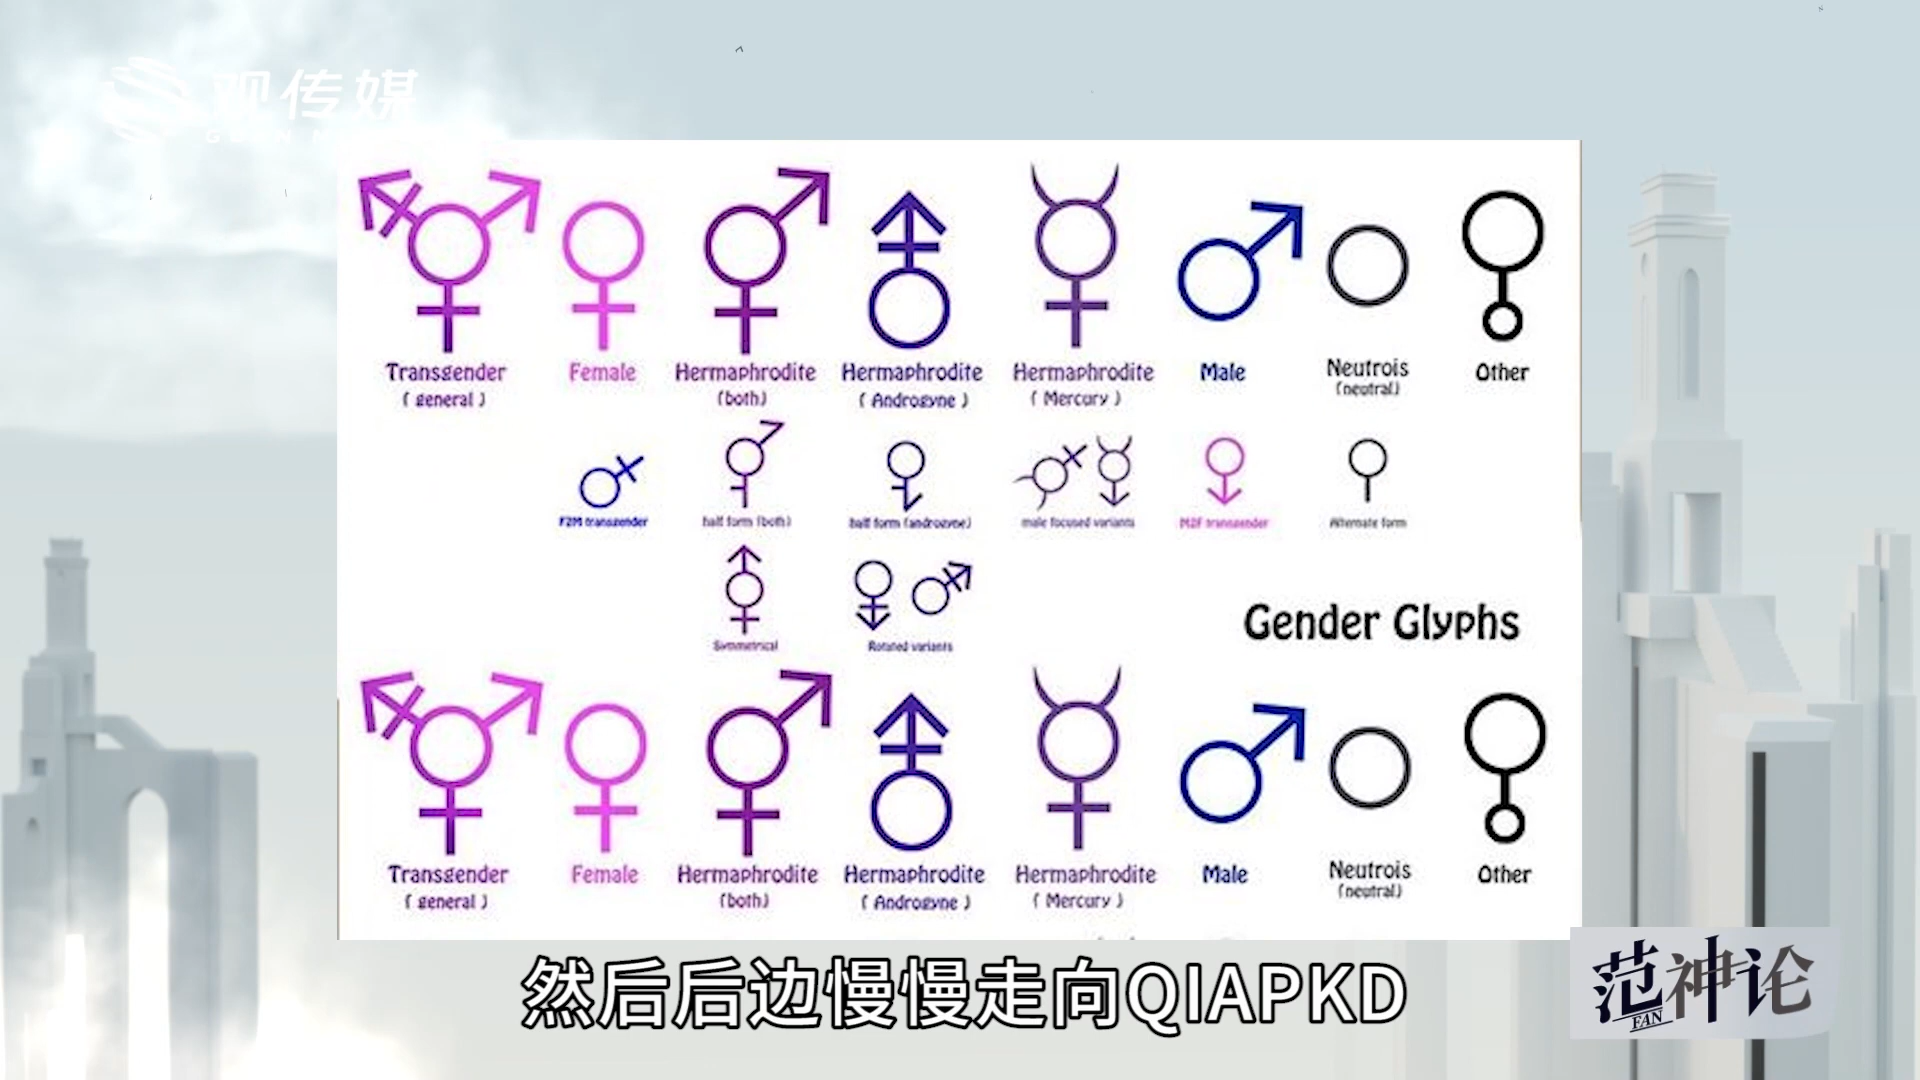 观传媒
Transgender Female Hermaphrodite Hermaphrodite Hermaphrodite Male Neutrois Other
( general ) (both) ( Androgyne ) ( Mercury ) (neutral)
F2M transgender half form (both) half form (androgyne) male focused variants M2F transgender Alternate form
Symmetrical Rotated variants
Gender Glyphs
Transgender Female Hermaphrodite Hermaphrodite Hermaphrodite Male Neutrois Other
( general ) (both) ( Androgyne ) ( Mercury ) (neutral)
然后后边慢慢走向QIAPKD
范神论
FAN